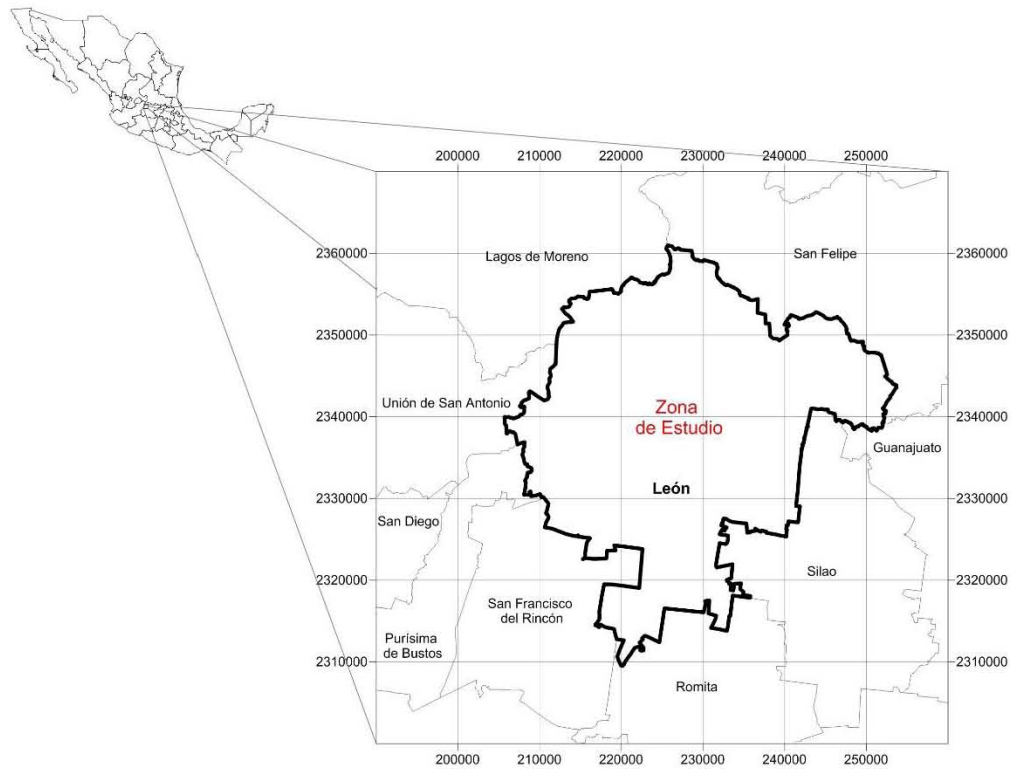 200000 210000 220000 230000 240000 250000
2360000
Lagos de Moreno
San Felipe
2360000
2350000
2350000
Unión de San Antonio
2340000
Zona
de Estudio
2340000
Guanajuato
León
2330000
2330000
San Diego
Silao
2320000
2320000
San Francisco
del Rincón
Purísima
de Bustos
2310000
2310000
Romita
200000 210000 220000 230000 240000 250000